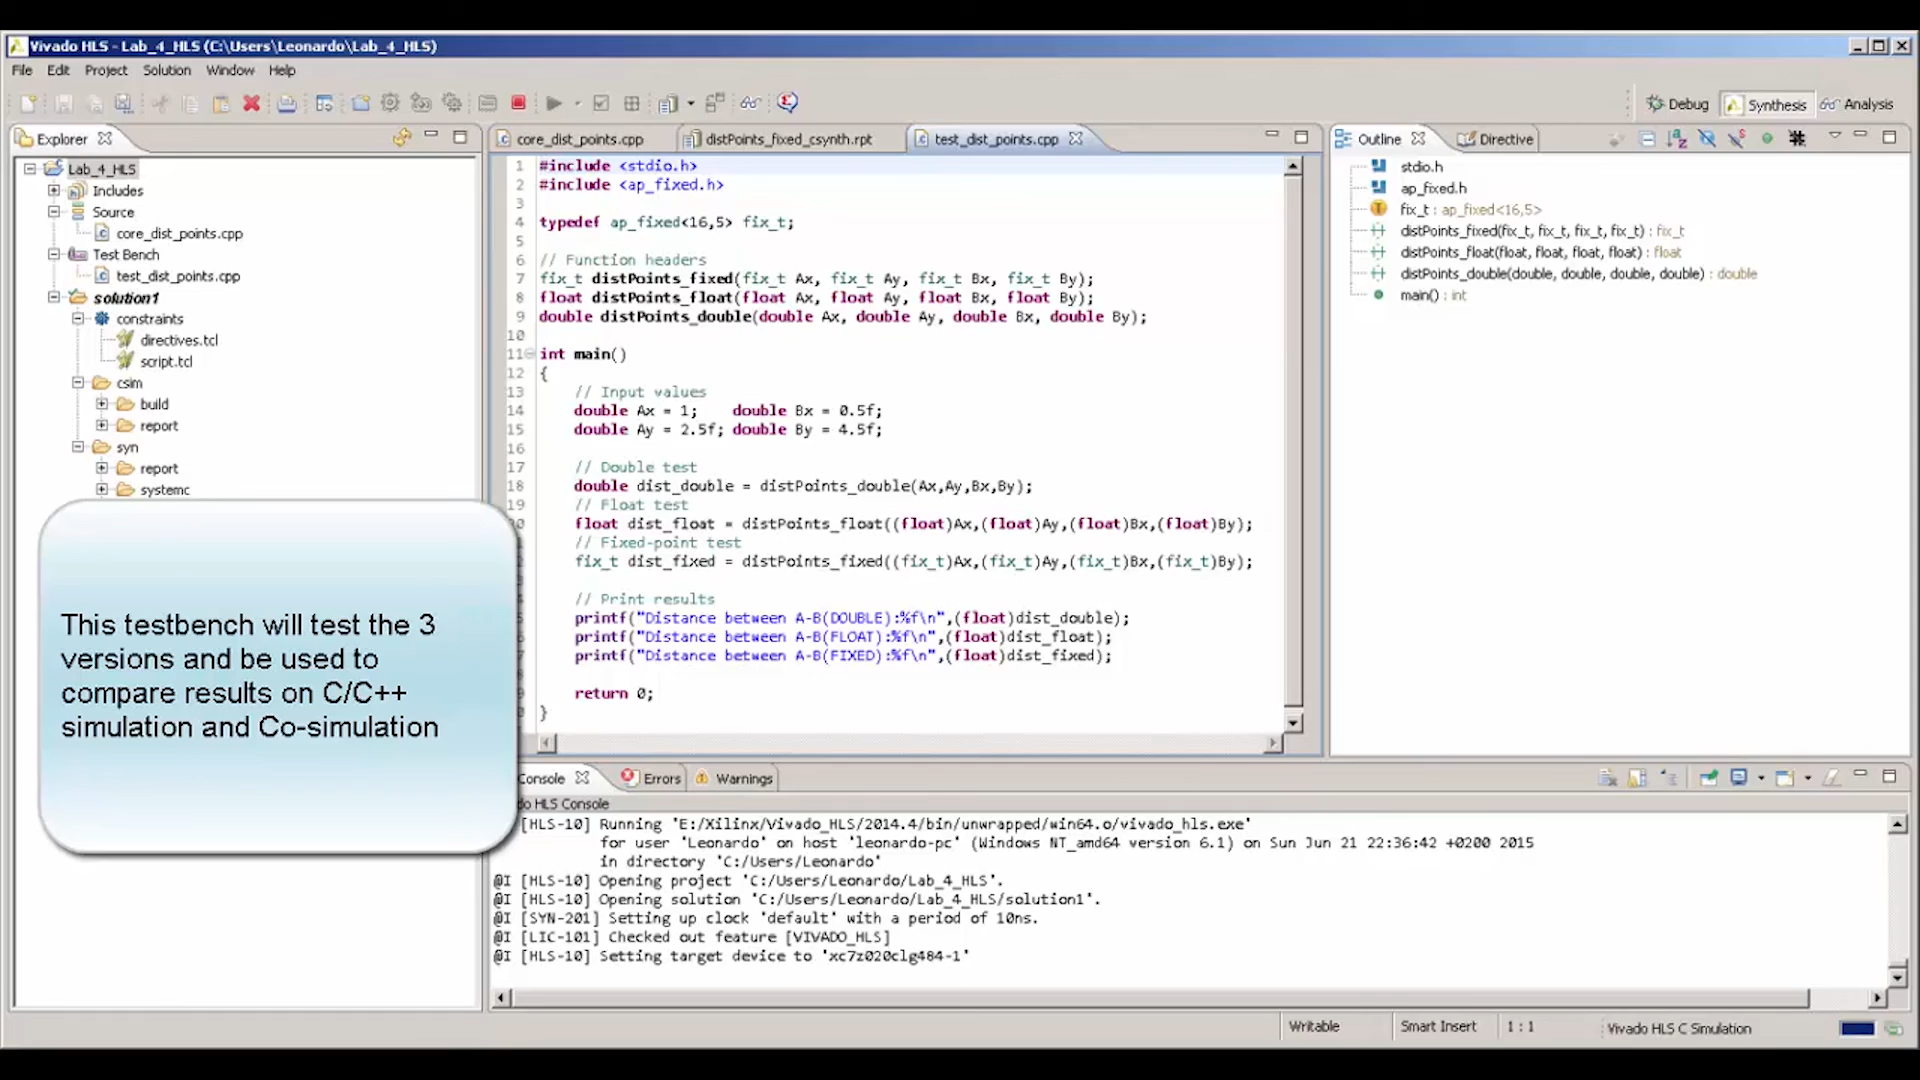 Vivado HLS - Lab_4_HLS (C:\Users\Leonardo\Lab_4_HLS)
File Edit Project Solution Window Help
Debug Synthesis Analysis
Explorer
Lab_4_HLS
Includes
Source
core_dist_points.cpp
Test Bench
test_dist_points.cpp
solution1
constraints
directives.tcl
script.tcl
csim
build
report
syn
report
systemc
This testbench will test the 3
versions and be used to
compare results on C/C++
simulation and Co-simulation
core_dist_points.cpp distPoints_fixed_csynth.rpt test_dist_points.cpp
1 #include <stdio.h>
2 #include <ap_fixed.h>
3
4 typedef ap_fixed<16,5> fix_t;
5
6 // Function headers
7 fix_t distPoints_fixed(fix_t Ax, fix_t Ay, fix_t Bx, fix_t By);
8 float distPoints_float(float Ax, float Ay, float Bx, float By);
9 double distPoints_double(double Ax, double Ay, double Bx, double By);
10
11 int main()
12 {
13 // Input values
14 double Ax = 1; double Bx = 0.5f;
15 double Ay = 2.5f; double By = 4.5f;
16
17 // Double test
18 double dist_double = distPoints_double(Ax,Ay,Bx,By);
19 // Float test
0 float dist_float = distPoints_float((float)Ax,(float)Ay,(float)Bx,(float)By);
// Fixed-point test
2 fix_t dist_fixed = distPoints_fixed((fix_t)Ax,(fix_t)Ay,(fix_t)Bx,(fix_t)By);
// Print results
printf("Distance between A-B(DOUBLE):%f\n",(float)dist_double);
printf("Distance between A-B(FLOAT):%f\n",(float)dist_float);
printf("Distance between A-B(FIXED):%f\n",(float)dist_fixed);
return 0;
}
Outline Directive
stdio.h
ap_fixed.h
fix_t : ap_fixed<16,5>
distPoints_fixed(fix_t, fix_t, fix_t, fix_t) : fix_t
distPoints_float(float, float, float, float) : float
distPoints_double(double, double, double, double) : double
main() : int
Console Errors Warnings
do HLS Console
[HLS-10] Running 'E:/Xilinx/Vivado_HLS/2014.4/bin/unwrapped/win64.o/vivado_hls.exe'
for user 'Leonardo' on host 'leonardo-pc' (Windows NT_amd64 version 6.1) on Sun Jun 21 22:36:42 +0200 2015
in directory 'C:/Users/Leonardo'
@I [HLS-10] Opening project 'C:/Users/Leonardo/Lab_4_HLS'.
@I [HLS-10] Opening solution 'C:/Users/Leonardo/Lab_4_HLS/solution1'.
@I [SYN-201] Setting up clock 'default' with a period of 10ns.
@I [LIC-101] Checked out feature [VIVADO_HLS]
@I [HLS-10] Setting target device to 'xc7z020clg484-1'
Writable Smart Insert 1 : 1 Vivado HLS C Simulation